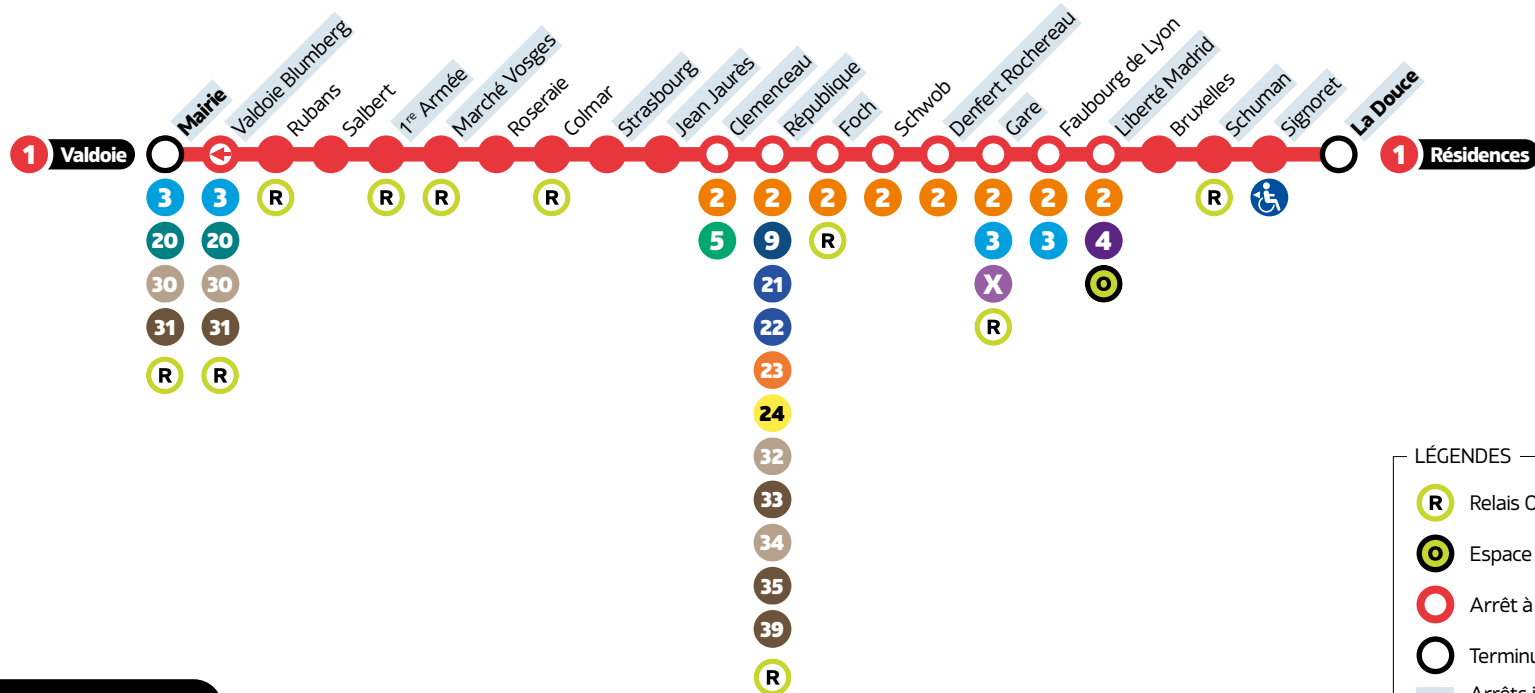 1 Valdoie
Mairie
Valdoie Blumberg
Rubans
Salbert
1re Armée
Marché Vosges
Roseraie
Colmar
Strasbourg
Jean Jaurès
Clemenceau
République
Foch
Schwob
Denfert Rochereau
Gare
Faubourg de Lyon
Liberté Madrid
Bruxelles
Schuman
Signoret
La Douce
1 Résidences
3
20
30
31
R
3
20
30
31
R
R
R
R
R
2
5
2
9
21
22
23
24
32
33
34
35
39
R
2
R
2
2
2
3
X
R
2
3
2
4
O
R
LÉGENDES
R Relais
O Espace
Arrêt à
Terminu